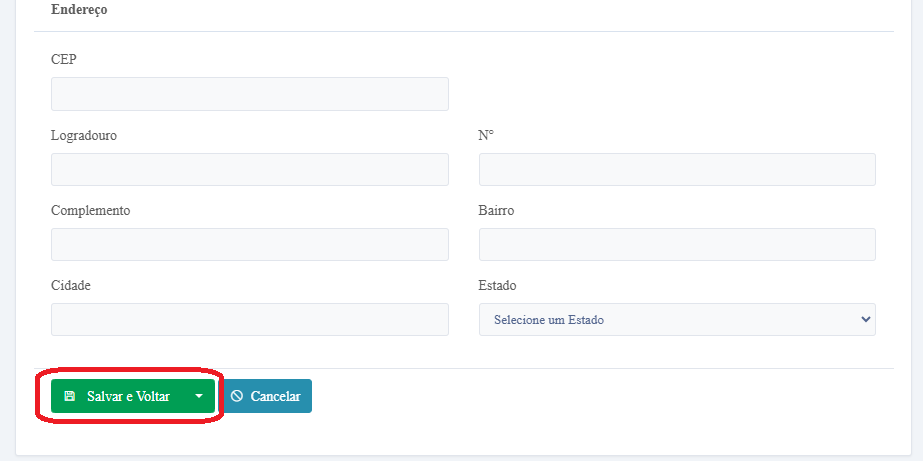 Endereço
CEP
Logradouro
N°
Complemento
Bairro
Cidade
Estado
Selecione um Estado
Salvar e Voltar
Cancelar